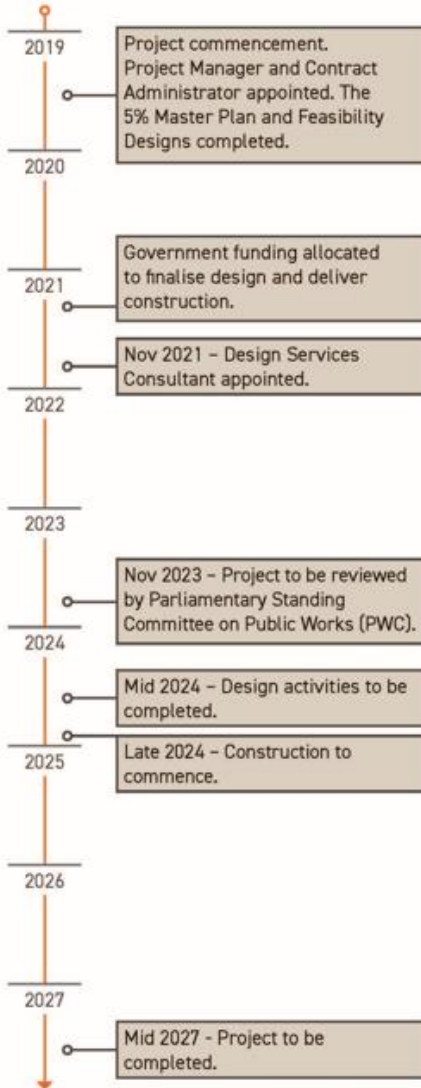 2019
Project commencement.
Project Manager and Contract
Administrator appointed. The
5% Master Plan and Feasibility
Designs completed.
2020
Government funding allocated
to finalise design and deliver
construction.
2021
Nov 2021 – Design Services
Consultant appointed.
2022
2023
Nov 2023 – Project to be reviewed
by Parliamentary Standing
Committee on Public Works (PWC).
2024
Mid 2024 – Design activities to be
completed.
Late 2024 – Construction to
commence.
2025
2026
2027
Mid 2027 - Project to be
completed.